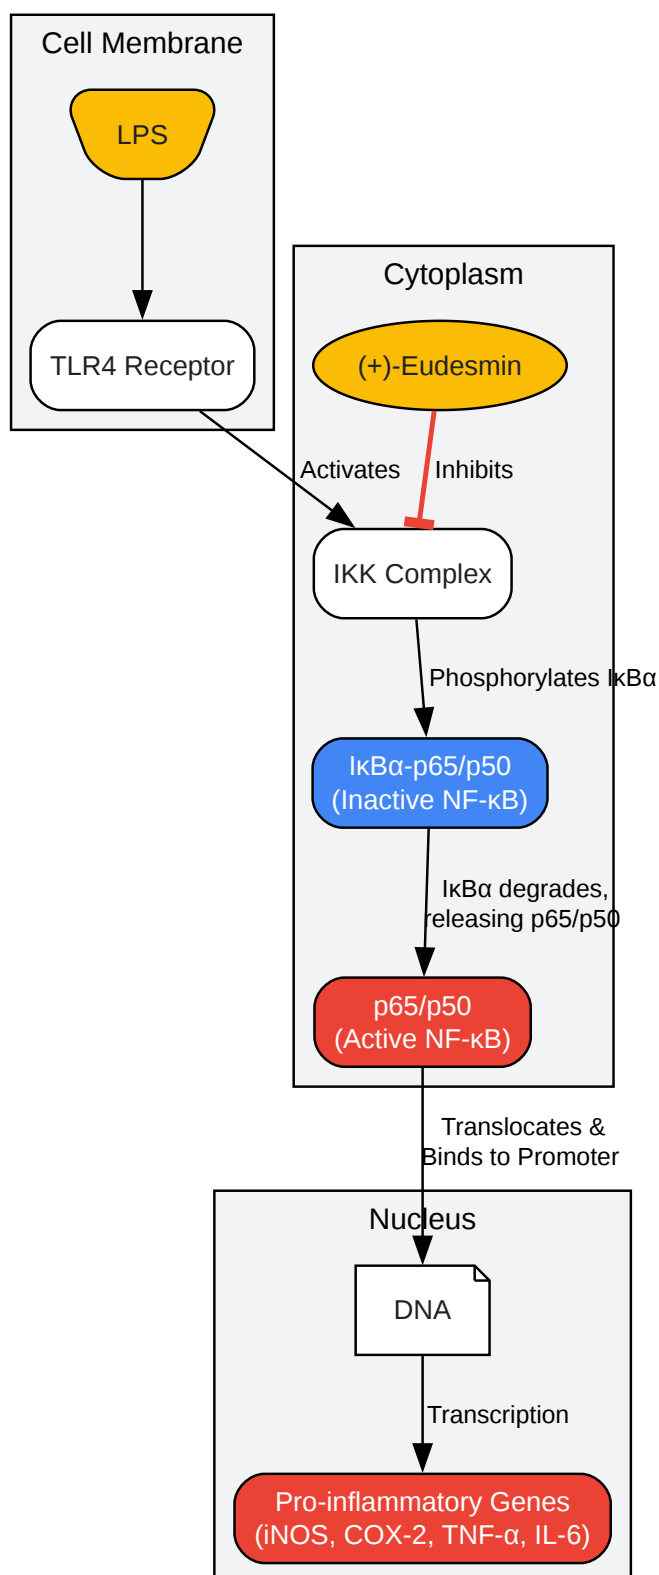 Cell Membrane
LPS
TLR4 Receptor
Cytoplasm
(+)-Eudesmin
Activates
Inhibits
IKK Complex
Phosphorylates IκBα
IκBα-p65/p50
(Inactive NF-κB)
IκBα degrades,
releasing p65/p50
p65/p50
(Active NF-κB)
Translocates &
Binds to Promoter
Nucleus
DNA
Transcription
Pro-inflammatory Genes
(iNOS, COX-2, TNF-α, IL-6)